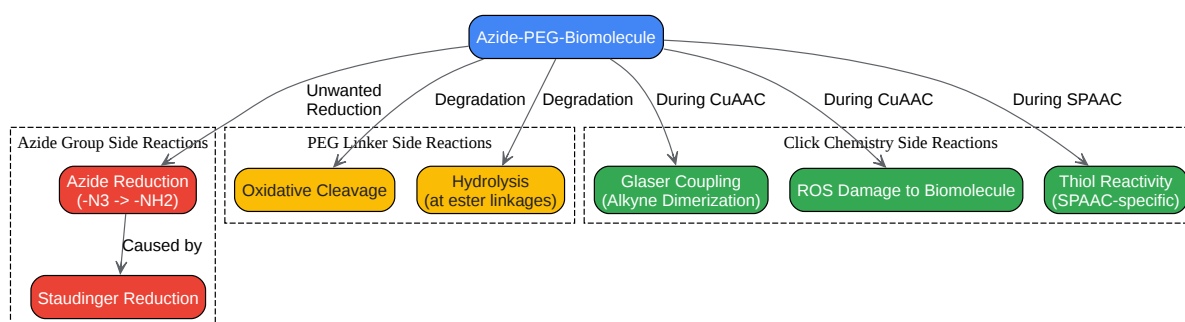 Azide-PEG-Biomolecule
Unwanted
Reduction
Degradation
Degradation
During CuAAC
During CuAAC
During SPAAC
Azide Group Side Reactions
PEG Linker Side Reactions
Click Chemistry Side Reactions
Azide Reduction
(-N3 -> -NH2)
Oxidative Cleavage
Hydrolysis
(at ester linkages)
Glaser Coupling
(Alkyne Dimerization)
ROS Damage to Biomolecule
Thiol Reactivity
(SPAAC-specific)
Caused by
Staudinger Reduction